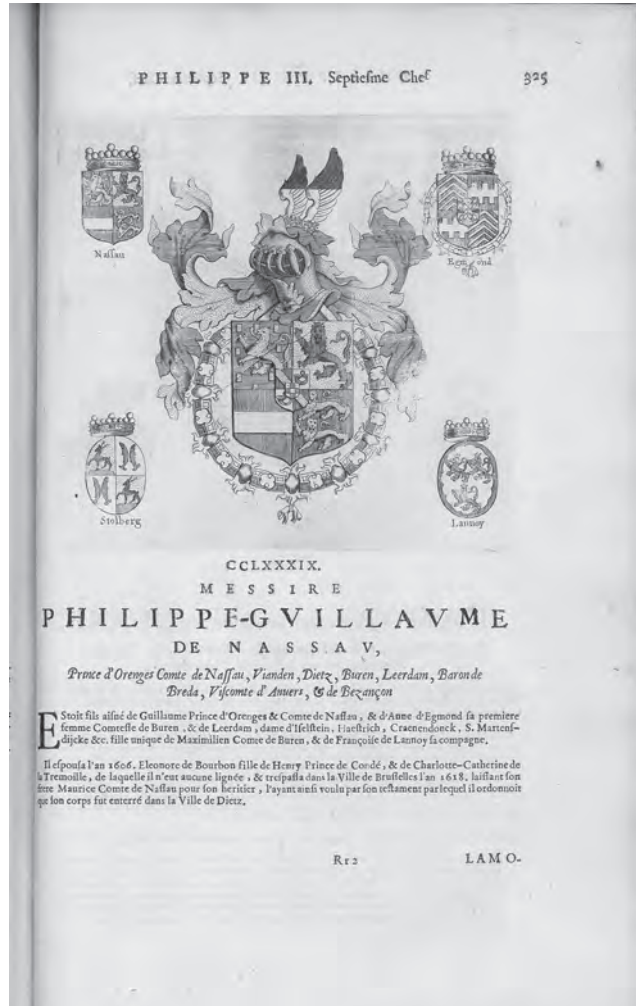 PHILIPPE III. Septiesme Chef
325
Nassau
Egmond
Stolberg
Lannoy
CCLXXXIX.
MESSIRE
PHILIPPE-GVILLAVME
DE NASSAV,
Prince d'Orenges Comte de Nassau, Vianden, Dietz, Buren, Leerdam, Baron de
Breda, Viscomte d'Anuers, & de Bezançon
EStoit fils aisné de Guillaume Prince d'Orenges & Comte de Nassau, & d'Anne d'Egmond sa premiere
femme Comtesse de Buren, & de Leerdam, dame d'Iselstein, Haestrich, Craenendonck, S. Martens-
dijcke &c. fille unique de Maximilien Comte de Buren, & de Françoise de Lannoy sa compagne.
Il espousa l'an 1606. Eleonore de Bourbon fille de Henry Prince de Condé, & de Charlotte-Catherine de
la Tremoille, de laquelle il n'eut aucune lignée, & trespassa dans la Ville de Brusselles l'an 1618. laissant son
frere Maurice Comte de Nassau pour son heritier, l'ayant ainsi voulu par son testament par lequel il ordonnoit
que son corps fut enterré dans la Ville de Dietz.
Rr2
LAMO-